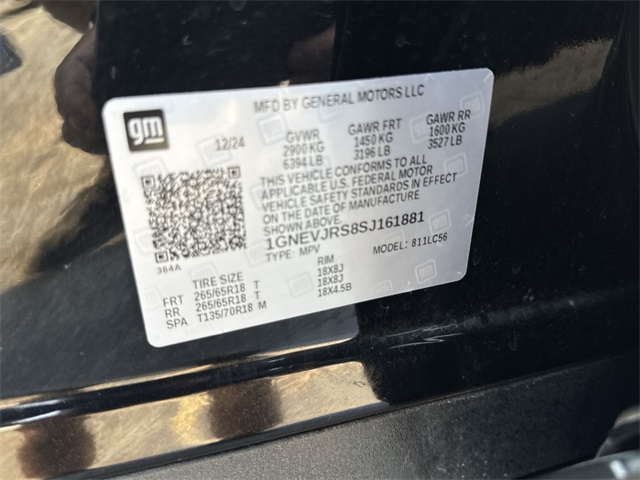 MFD BY GENERAL MOTORS LLC
gm
12/24
GVWR GAWR FRT GAWR RR
2900 KG 1450 KG 1600 KG
6394 LB 3196 LB 3527 LB
THIS VEHICLE CONFORMS TO ALL
APPLICABLE U.S. FEDERAL MOTOR
VEHICLE SAFETY STANDARDS IN EFFECT
ON THE DATE OF MANUFACTURE
SHOWN ABOVE.
1GNEVJRS8SJ161881
TYPE: MPV MODEL: 811LC56
384A
TIRE SIZE RIM
FRT 265/65R18 T 18X8J
RR 265/65R18 T 18X8J
SPA T135/70R18 M 18X4.5B